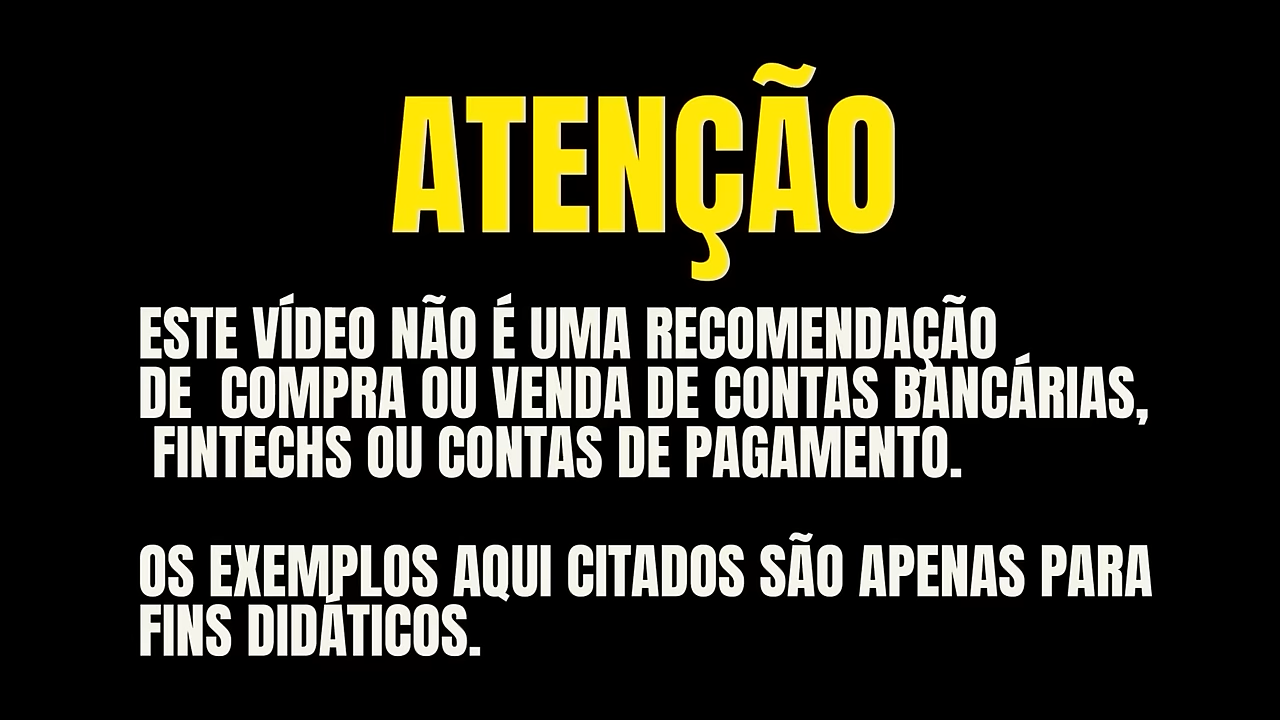 ATENÇÃO
ESTE VÍDEO NÃO É UMA RECOMENDAÇÃO
DE COMPRA OU VENDA DE CONTAS BANCÁRIAS,
FINTECHS OU CONTAS DE PAGAMENTO.
OS EXEMPLOS AQUI CITADOS SÃO APENAS PARA
FINS DIDÁTICOS.